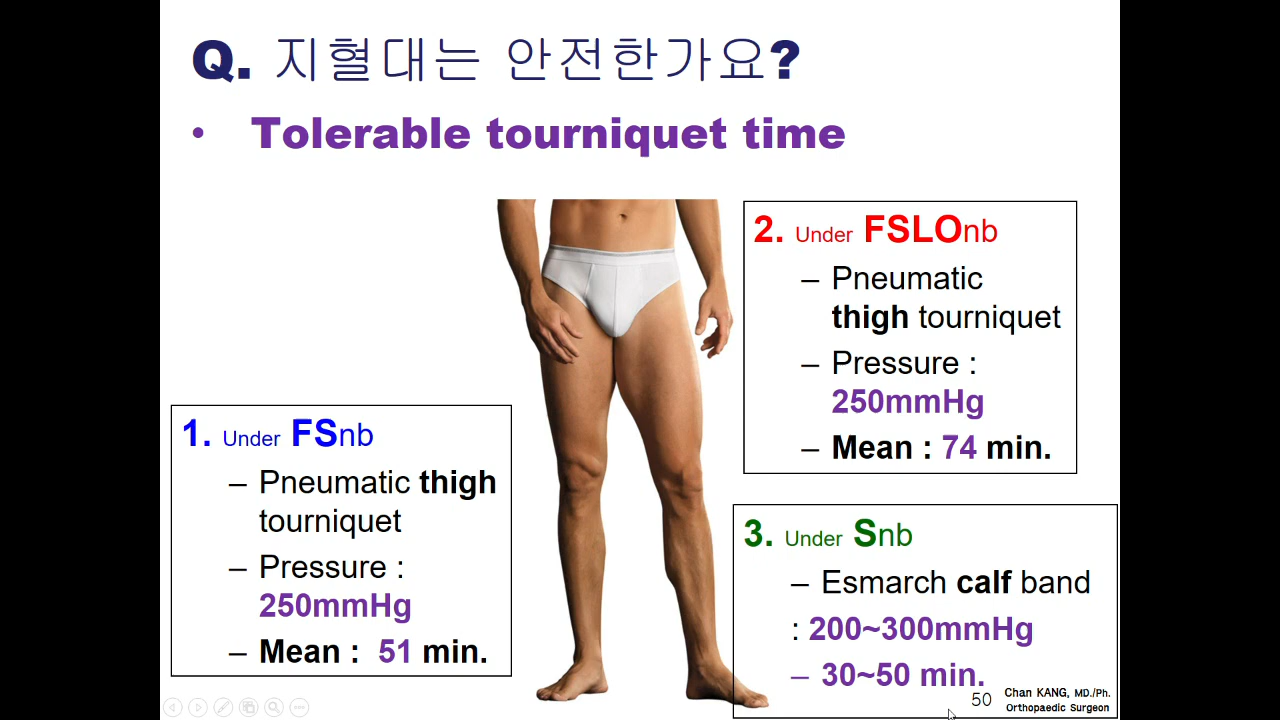 Q. 지혈대는 안전한가요?
• Tolerable tourniquet time
1. Under FSnb
– Pneumatic thigh
tourniquet
– Pressure :
250mmHg
– Mean : 51 min.
2. Under FSLOnb
– Pneumatic
thigh tourniquet
– Pressure :
250mmHg
– Mean : 74 min.
3. Under Snb
– Esmarch calf band
: 200~300mmHg
– 30~50 min.
50
Chan KANG, MD./Ph.
Orthopaedic Surgeon